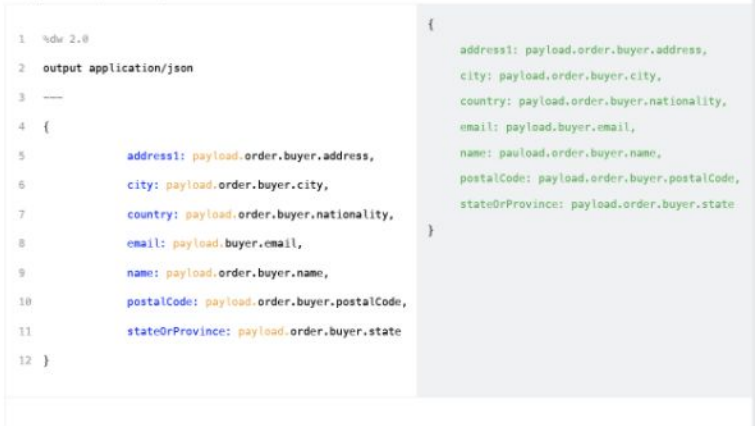 1 %dw 2.0
2 output application/json
3 ---
4 {
5 address1: payload.order.buyer.address,
6 city: payload.order.buyer.city,
7 country: payload.order.buyer.nationality,
8 email: payload.buyer.email,
9 name: payload.order.buyer.name,
10 postalCode: payload.order.buyer.postalCode,
11 stateOrProvince: payload.order.buyer.state
12 }
{
address1: payload.order.buyer.address,
city: payload.order.buyer.city,
country: payload.order.buyer.nationality,
email: payload.buyer.email,
name: pauload.order.buyer.name,
postalCode: payload.order.buyer.postalCode,
stateOrProvince: payload.order.buyer.state
}